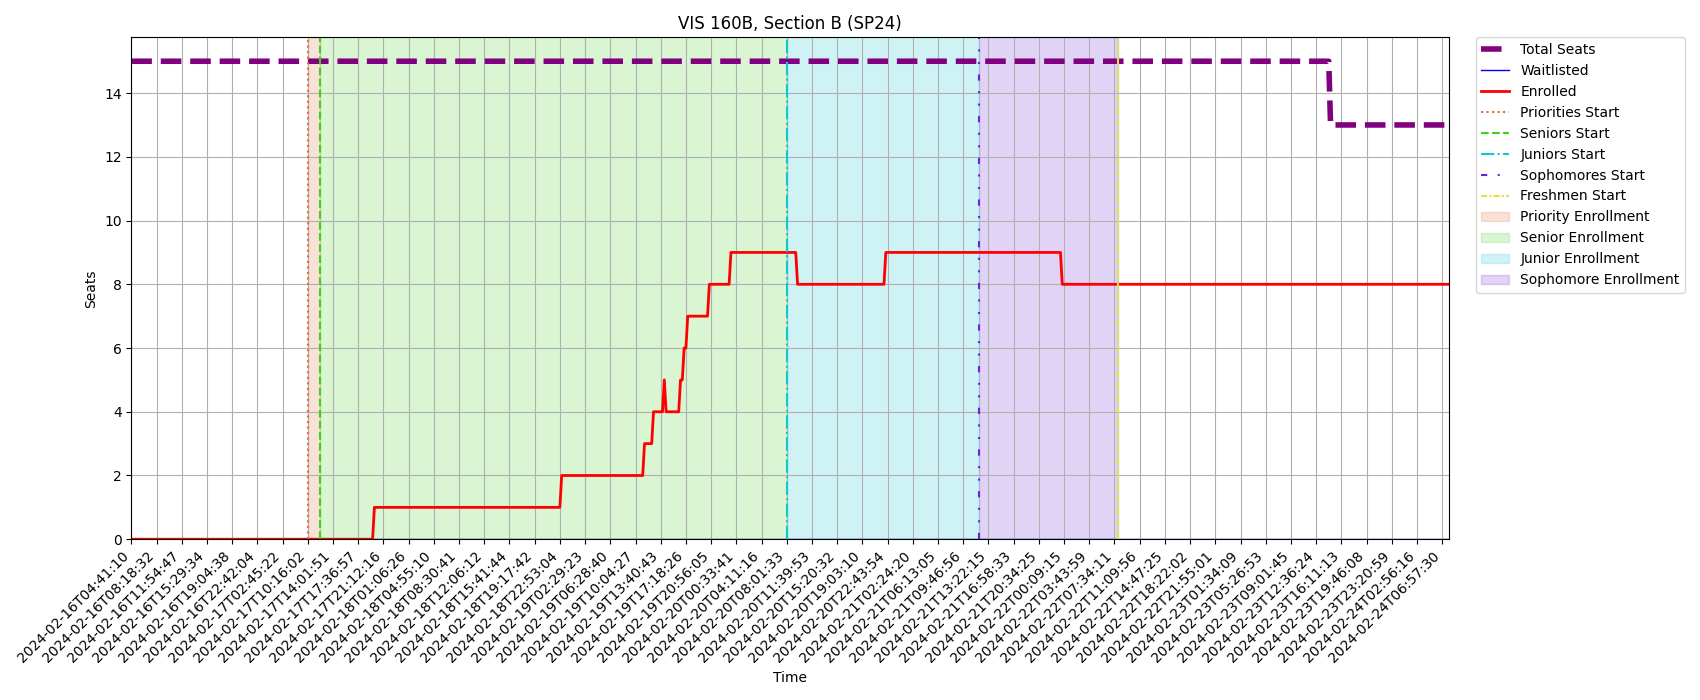 VIS 160B, Section B (SP24)
Total Seats
Waitlisted
Enrolled
Priorities Start
Seniors Start
Juniors Start
Sophomores Start
Freshmen Start
Priority Enrollment
Senior Enrollment
Junior Enrollment
Sophomore Enrollment
Seats
14
12
10
8
6
4
2
0
2024-02-16T04:41:10
2024-02-16T08:18:32
2024-02-16T11:54:47
2024-02-16T15:29:34
2024-02-16T19:04:38
2024-02-16T22:42:04
2024-02-17T02:45:22
2024-02-17T10:16:02
2024-02-17T14:01:51
2024-02-17T17:36:57
2024-02-17T21:12:16
2024-02-18T01:06:26
2024-02-18T04:55:10
2024-02-18T08:30:41
2024-02-18T12:06:12
2024-02-18T15:41:44
2024-02-18T19:17:42
2024-02-18T22:53:04
2024-02-19T02:29:23
2024-02-19T06:28:40
2024-02-19T10:04:27
2024-02-19T13:40:43
2024-02-19T17:18:26
2024-02-19T20:56:05
2024-02-20T00:33:41
2024-02-20T04:11:16
2024-02-20T08:01:33
2024-02-20T11:39:53
2024-02-20T15:20:32
2024-02-20T19:03:10
2024-02-20T22:43:54
2024-02-21T02:24:20
2024-02-21T06:13:05
2024-02-21T09:46:56
2024-02-21T13:22:15
2024-02-21T16:58:33
2024-02-21T20:34:25
2024-02-22T00:09:15
2024-02-22T03:43:59
2024-02-22T07:34:11
2024-02-22T11:09:56
2024-02-22T14:47:25
2024-02-22T18:22:02
2024-02-22T21:55:01
2024-02-23T01:34:09
2024-02-23T05:26:53
2024-02-23T09:01:45
2024-02-23T12:36:24
2024-02-23T16:11:13
2024-02-23T19:46:08
2024-02-23T23:20:59
2024-02-24T02:56:16
2024-02-24T06:57:30
Time